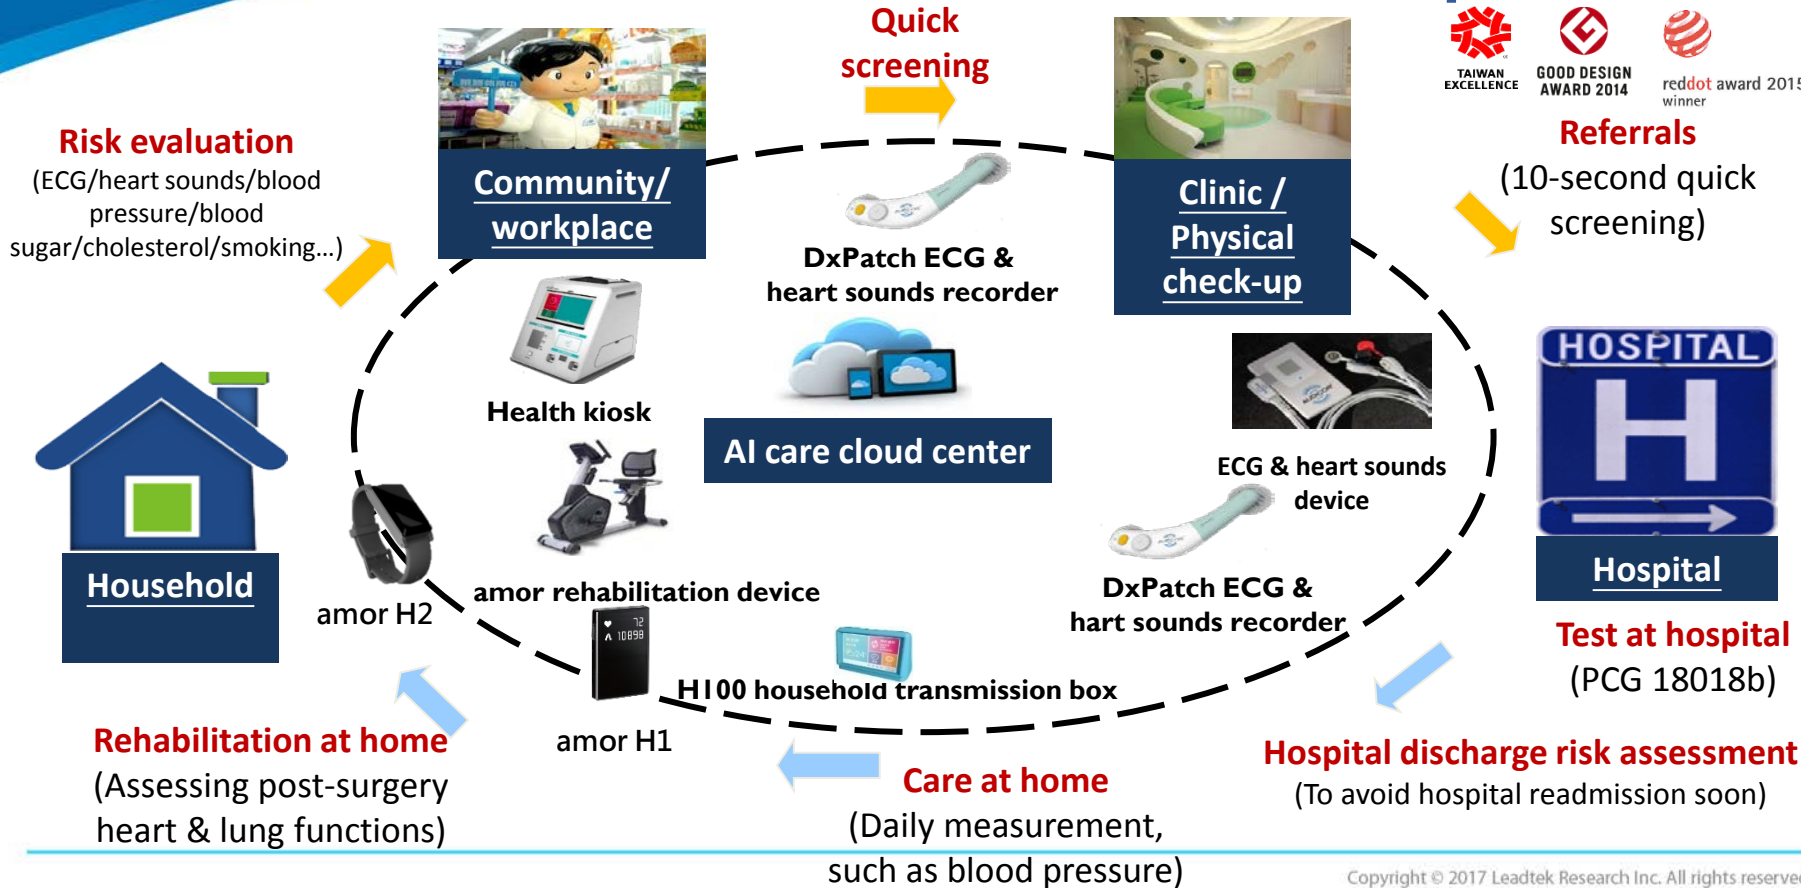 Quick
screening
TAIWAN
EXCELLENCE
GOOD DESIGN
AWARD 2014
reddot award 2015
winner
Risk evaluation
(ECG/heart sounds/blood
pressure/blood
sugar/cholesterol/smoking...)
Community/
workplace
Clinic /
Physical
check-up
Referrals
(10-second quick
screening)
DxPatch ECG &
heart sounds recorder
Health kiosk
AI care cloud center
HOSPITAL
H
ECG & heart sounds
device
Household
amor H2
amor rehabilitation device
DxPatch ECG &
hart sounds recorder
Hospital
72
10898
H100 household transmission box
amor H1
Test at hospital
(PCG 18018b)
Rehabilitation at home
(Assessing post-surgery
heart & lung functions)
Care at home
(Daily measurement,
such as blood pressure)
Hospital discharge risk assessment
(To avoid hospital readmission soon)
Copyright © 2017 Leadtek Research Inc. All rights reserved